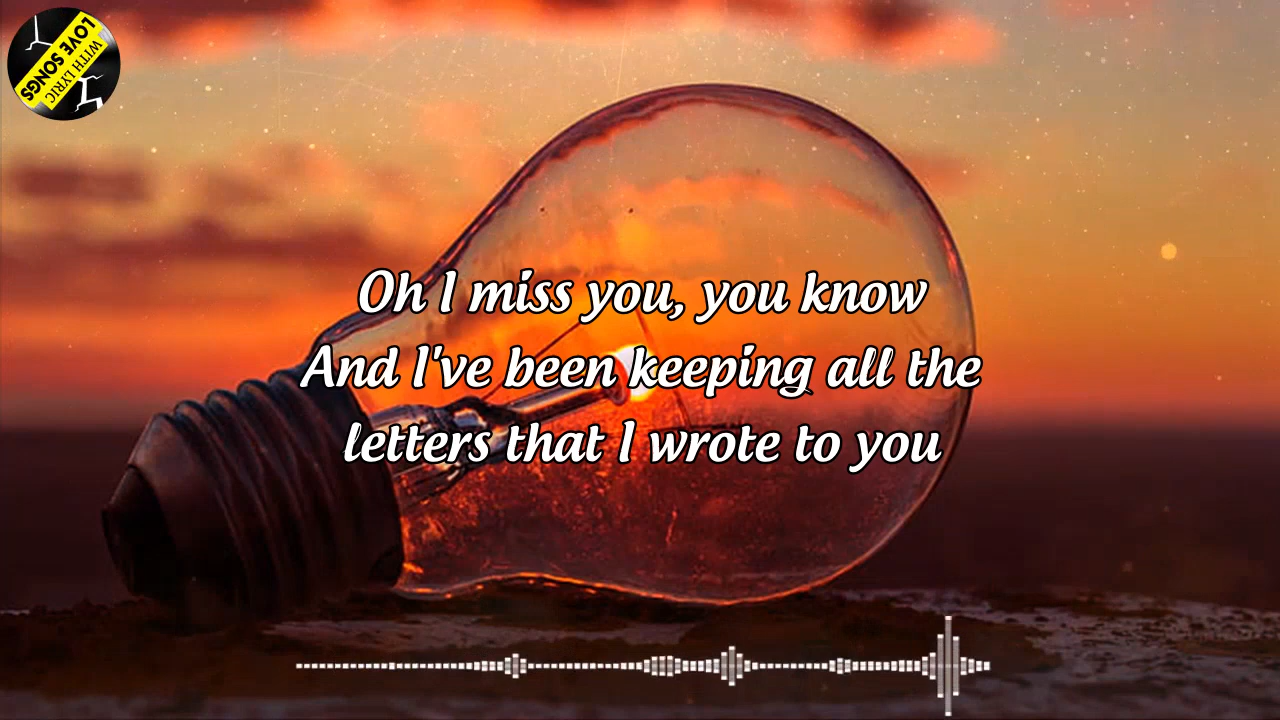 LOVE SONGS
WITH LYRIC
Oh I miss you, you know
And I've been keeping all the
letters that I wrote to you